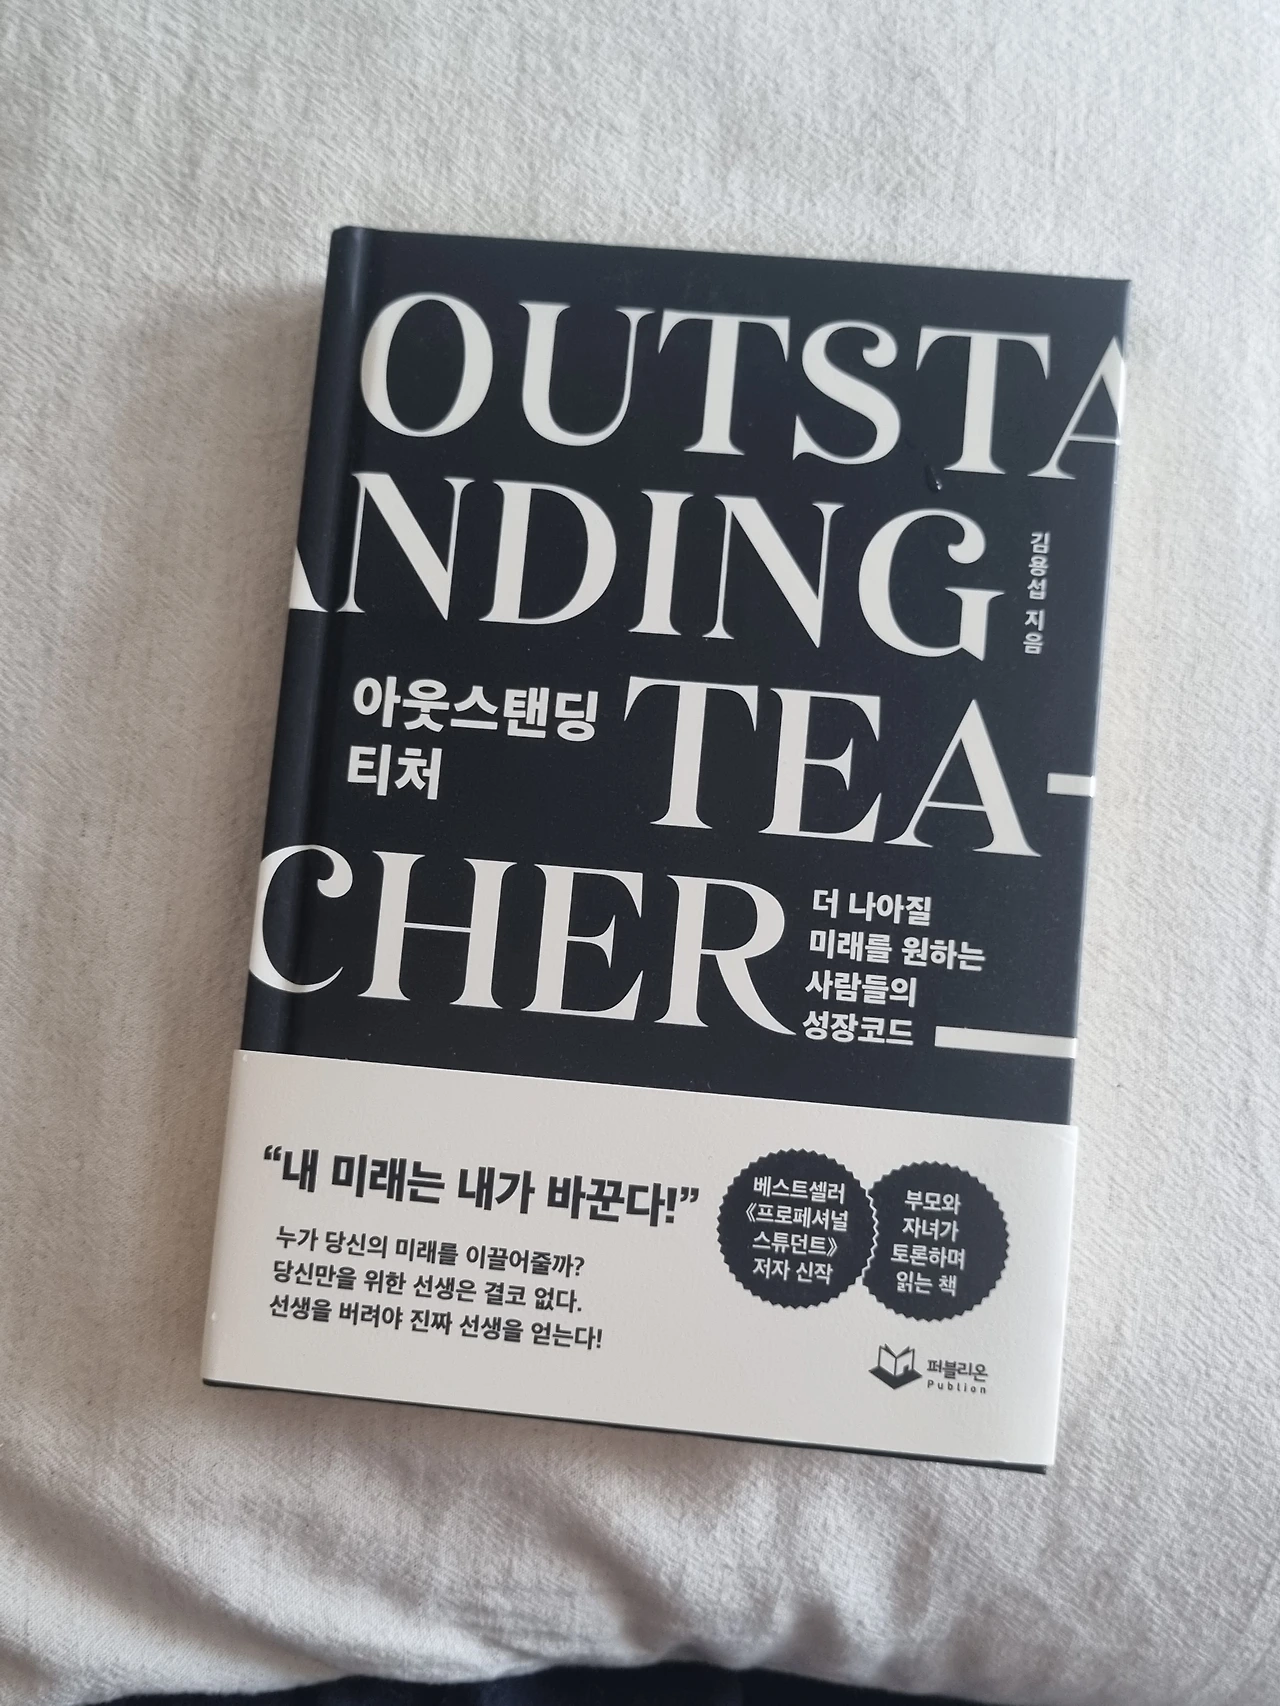 OUTSTA
ANDING
김용섭 지음
아웃스탠딩
티처
TEA-
CHER
더 나아질
미래를 원하는
사람들의
성장코드
“내 미래는 내가 바꾼다!”
누가 당신의 미래를 이끌어줄까?
당신만을 위한 선생은 결코 없다.
선생을 버려야 진짜 선생을 얻는다!
베스트셀러
《프로페셔널
스튜던트》
저자 신작
부모와
자녀가
토론하며
읽는 책
퍼블리온
Publion